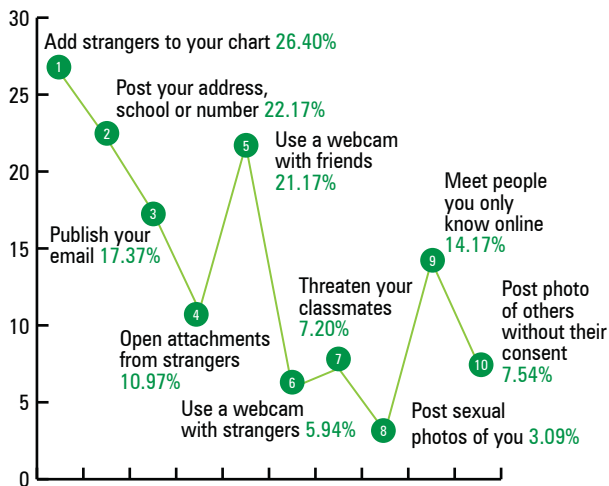 30
25
20
15
10
5
0
1
Add strangers to your chart 26.40%
2
Post your address,
school or number 22.17%
3
Publish your
email 17.37%
4
Open attachments
from strangers
10.97%
5
Use a webcam
with friends
21.17%
6
Use a webcam
with strangers 5.94%
7
Threaten your
classmates
7.20%
8
Post sexual
photos of you 3.09%
9
Meet people
you only
know online
14.17%
10
Post photo
of others
without their
consent
7.54%